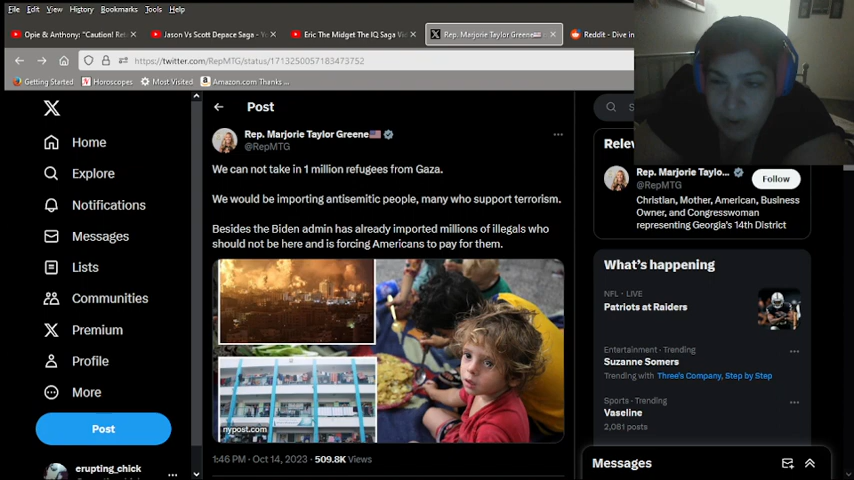 File Edit View History Bookmarks Tools Help
Opie & Anthony: "Caution! Re
Jason Vs Scott Depace Saga - Yo
Eric The Midget The IQ Saga Vi
Rep. Marjorie Taylor Greene
Reddit - Dive in
https://twitter.com/RepMTG/status/1713250057183473752
Getting Started Horoscopes Most Visited Amazon.com Thanks ...
Home
Explore
Notifications
Messages
Lists
Communities
Premium
Profile
More
Post
erupting_chick
Post
Rep. Marjorie Taylor Greene
@RepMTG
We can not take in 1 million refugees from Gaza.
We would be importing antisemitic people, many who support terrorism.
Besides the Biden admin has already imported millions of illegals who
should not be here and is forcing Americans to pay for them.
nypost.com
1:46 PM · Oct 14, 2023 · 509.8K Views
S
Rele
Rep. Marjorie Taylo...
@RepMTG
Follow
Christian, Mother, American, Business
Owner, and Congresswoman
representing Georgia's 14th District
What's happening
NFL · LIVE
Patriots at Raiders
Entertainment · Trending
Suzanne Somers
Trending with Three's Company, Step by Step
Sports · Trending
Vaseline
2,081 posts
Messages